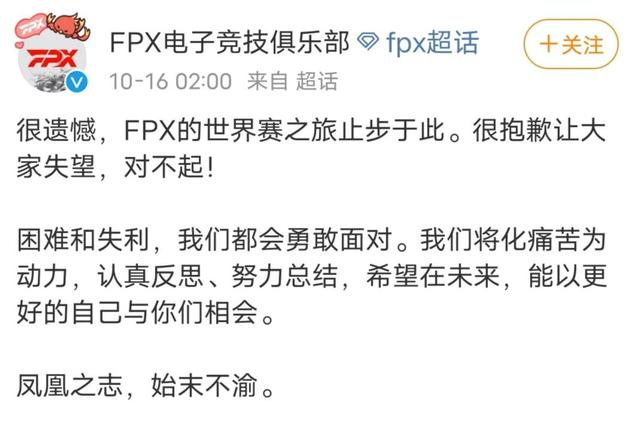 FPX
FPX
FPX电子竞技俱乐部 fpx超话
+关注
10-16 02:00 来自 超话
很遗憾，FPX的世界赛之旅止步于此。很抱歉让大
家失望，对不起！
困难和失利，我们都会勇敢面对。我们将化痛苦为
动力，认真反思、努力总结，希望在未来，能以更
好的自己与你们相会。
凤凰之志，始末不渝。